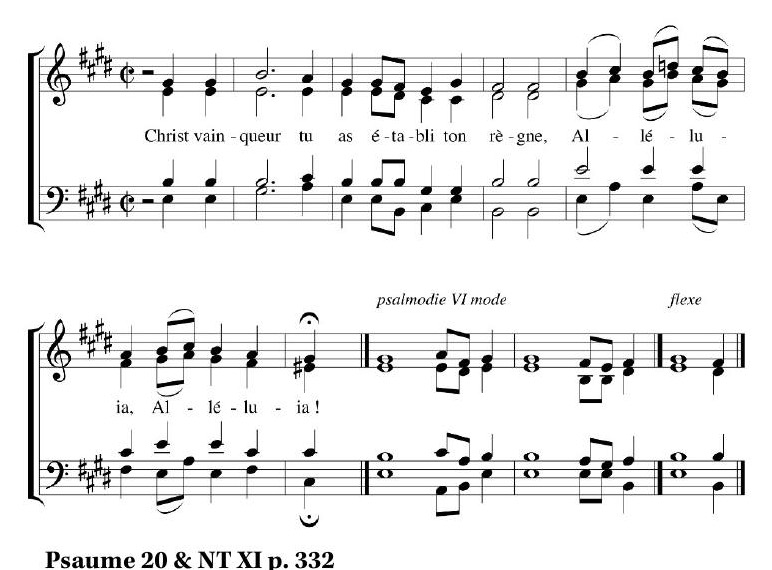 Christ vain - queur tu as é - ta - bli ton rè - gne, Al - lé - lu -
psalmodie VI mode flexe
ia, Al - lé - lu - ia !
Psaume 20 & NT XI p. 332